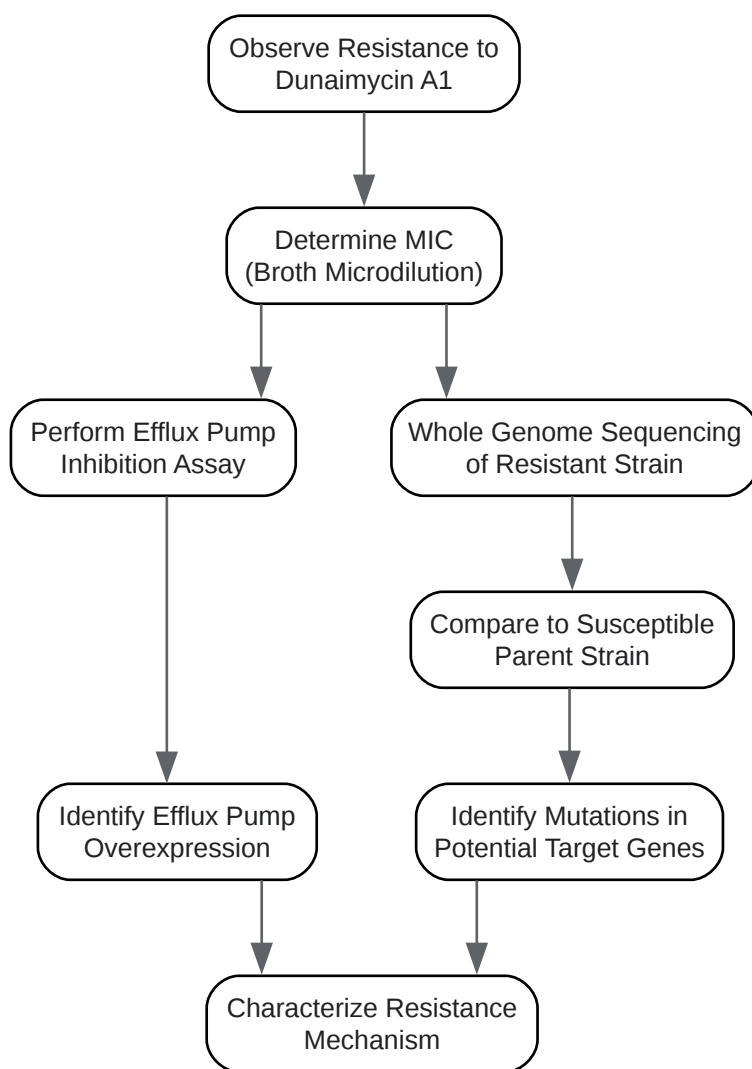 Observe Resistance to
Dunaimycin A1
Determine MIC
(Broth Microdilution)
Perform Efflux Pump
Inhibition Assay
Whole Genome Sequencing
of Resistant Strain
Compare to Susceptible
Parent Strain
Identify Efflux Pump
Overexpression
Identify Mutations in
Potential Target Genes
Characterize Resistance
Mechanism